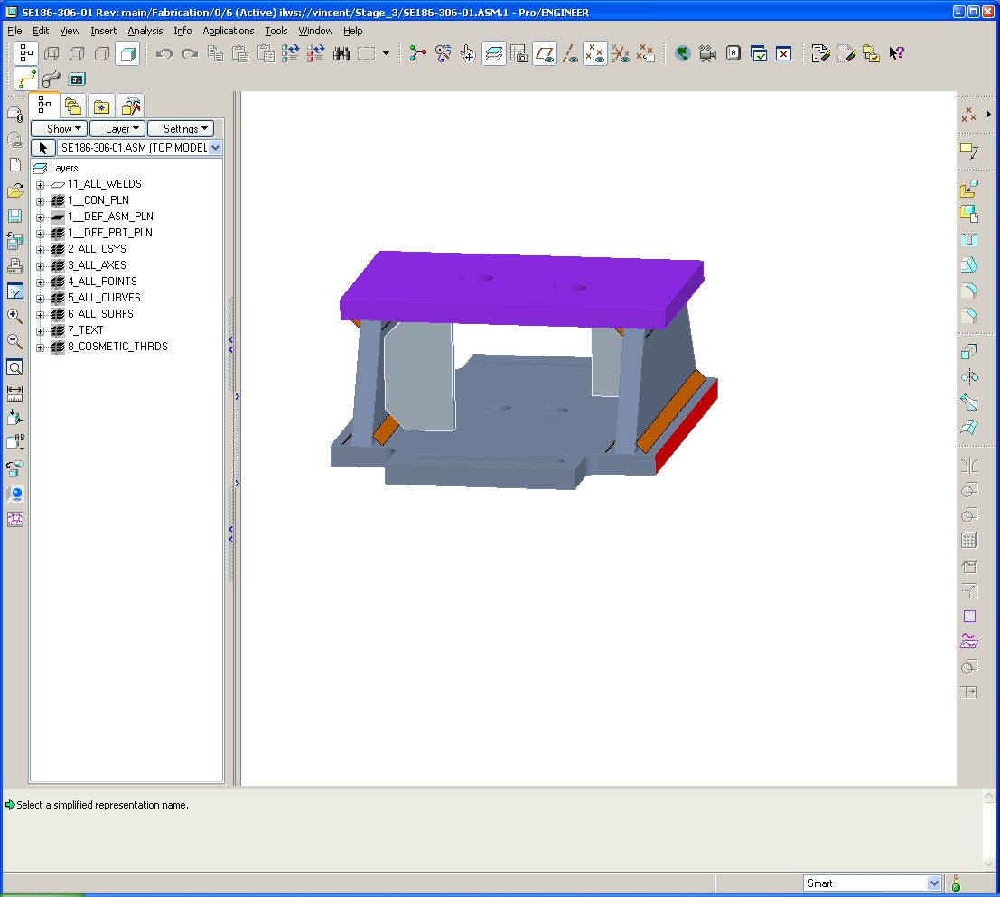 SE186-306-01 Rev: main/Fabrication/0/6 (Active) ilws://vincent/Stage_3/SE186-306-01.ASM.1 - Pro/ENGINEER
File Edit View Insert Analysis Info Applications Tools Window Help
Show Layer Settings
SE186-306-01.ASM (TOP MODEL
Layers
11_ALL_WELDS
1__CON_PLN
1__DEF_ASM_PLN
1__DEF_PRT_PLN
2_ALL_CSYS
3_ALL_AXES
4_ALL_POINTS
5_ALL_CURVES
6_ALL_SURFS
7_TEXT
8_COSMETIC_THRDS
AB
Select a simplified representation name.
Smart